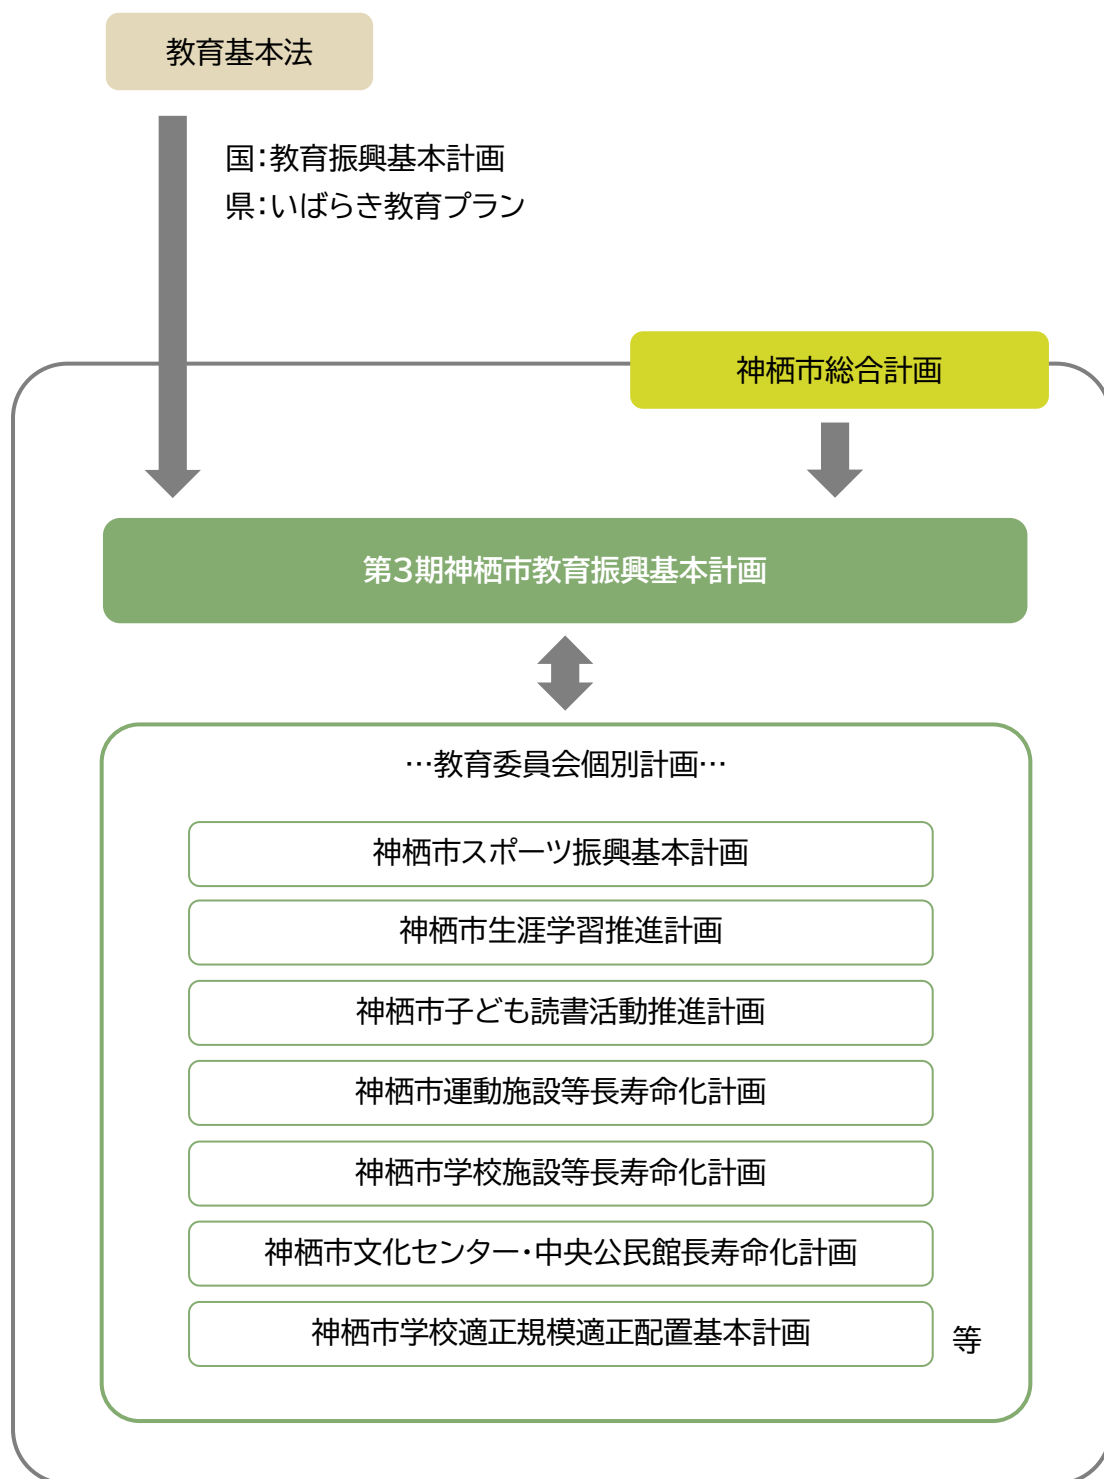 教育基本法
国：教育振興基本計画
県：いばらき教育プラン
神栖市総合計画
第3期神栖市教育振興基本計画
…教育委員会個別計画…
神栖市スポーツ振興基本計画
神栖市生涯学習推進計画
神栖市子ども読書活動推進計画
神栖市運動施設等長寿命化計画
神栖市学校施設等長寿命化計画
神栖市文化センター・中央公民館長寿命化計画
神栖市学校適正規模適正配置基本計画
等